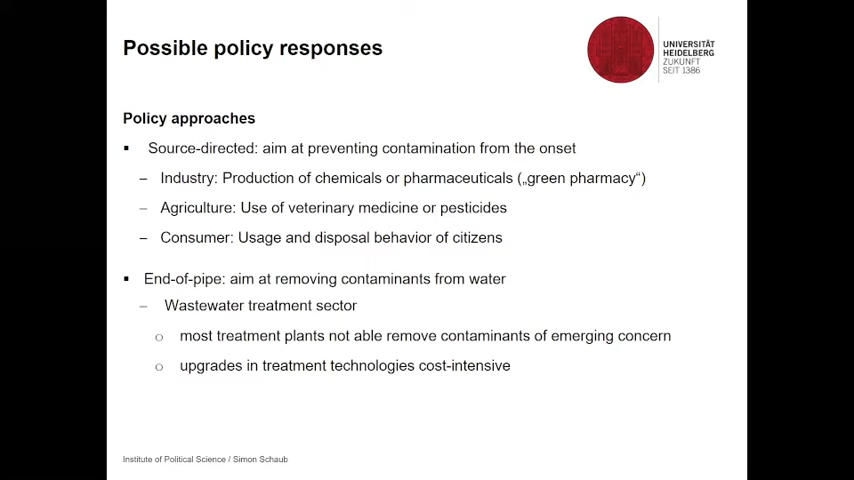 Possible policy responses
UNIVERSITÄT
HEIDELBERG
ZUKUNFT
SEIT 1386
Policy approaches
▪ Source-directed: aim at preventing contamination from the onset
– Industry: Production of chemicals or pharmaceuticals („green pharmacy“)
– Agriculture: Use of veterinary medicine or pesticides
– Consumer: Usage and disposal behavior of citizens
▪ End-of-pipe: aim at removing contaminants from water
– Wastewater treatment sector
o most treatment plants not able remove contaminants of emerging concern
o upgrades in treatment technologies cost-intensive
Institute of Political Science / Simon Schaub